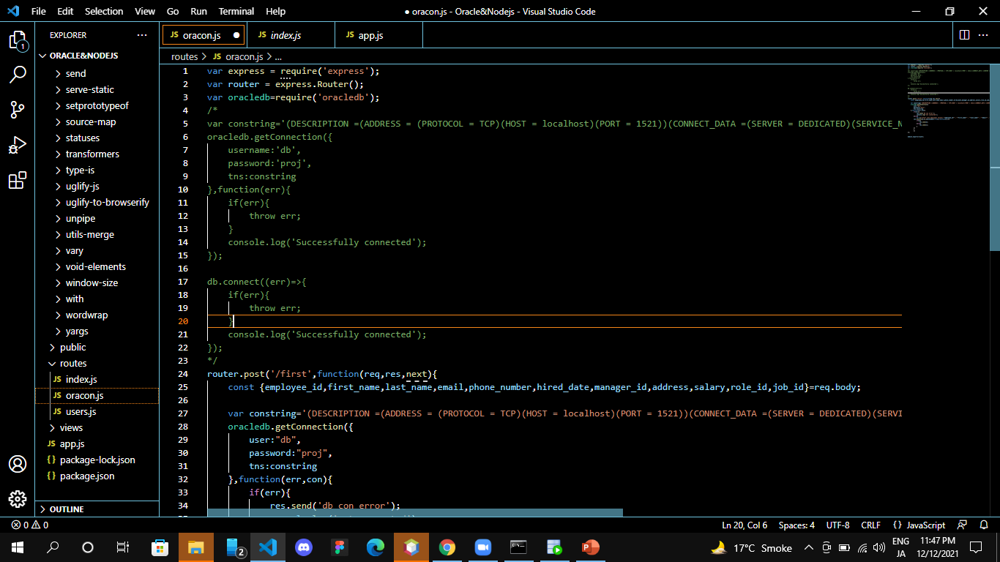 File Edit Selection View Go Run Terminal Help ● oracon.js - Oracle&Nodejs - Visual Studio Code
EXPLORER ···
JS oracon.js ●
JS index.js
JS app.js
ORACLE&NODEJS
send
serve-static
setprototypeof
source-map
statuses
transformers
type-is
uglify-js
uglify-to-browserify
unpipe
utils-merge
vary
void-elements
window-size
with
wordwrap
yargs
public
routes
JS index.js
JS oracon.js
JS users.js
views
JS app.js
{} package-lock.json
{} package.json
OUTLINE
1
routes > JS oracon.js > ...
1 var express = require('express');
2 var router = express.Router();
3 var oracledb=require('oracledb');
4 /*
5 var constring='(DESCRIPTION =(ADDRESS = (PROTOCOL = TCP)(HOST = localhost)(PORT = 1521))(CONNECT_DATA =(SERVER = DEDICATED)(SERVICE_N
6 oracledb.getConnection({
7 username:'db',
8 password:'proj',
9 tns:constring
10 },function(err){
11 if(err){
12 throw err;
13 }
14 console.log('Successfully connected');
15 });
16
17 db.connect((err)=>{
18 if(err){
19 throw err;
20 }
21 console.log('Successfully connected');
22 });
23 */
24 router.post('/first',function(req,res,next){
25 const {employee_id,first_name,last_name,email,phone_number,hired_date,manager_id,address,salary,role_id,job_id}=req.body;
26
27 var constring='(DESCRIPTION =(ADDRESS = (PROTOCOL = TCP)(HOST = localhost)(PORT = 1521))(CONNECT_DATA =(SERVER = DEDICATED)(SERVI
28 oracledb.getConnection({
29 user:"db",
30 password:"proj",
31 tns:constring
32 },function(err,con){
33 if(err){
34 res.send('db con error');
0 0 Ln 20, Col 6 Spaces: 4 UTF-8 CRLF {} JavaScript
2
17°C Smoke ENG 11:47 PM
JA 12/12/2021